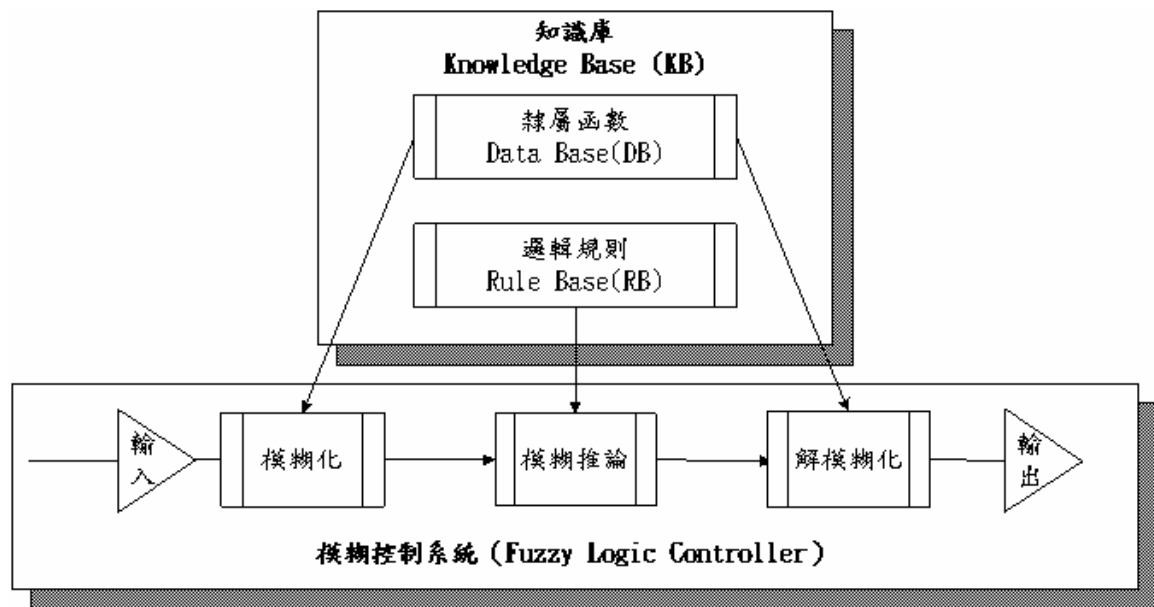 知識庫
Knowledge Base (KB)
隸屬函數
Data Base(DB)
邏輯規則
Rule Base(RB)
輸入
模糊化
模糊推論
解模糊化
輸出
模糊控制系統 (Fuzzy Logic Controller)